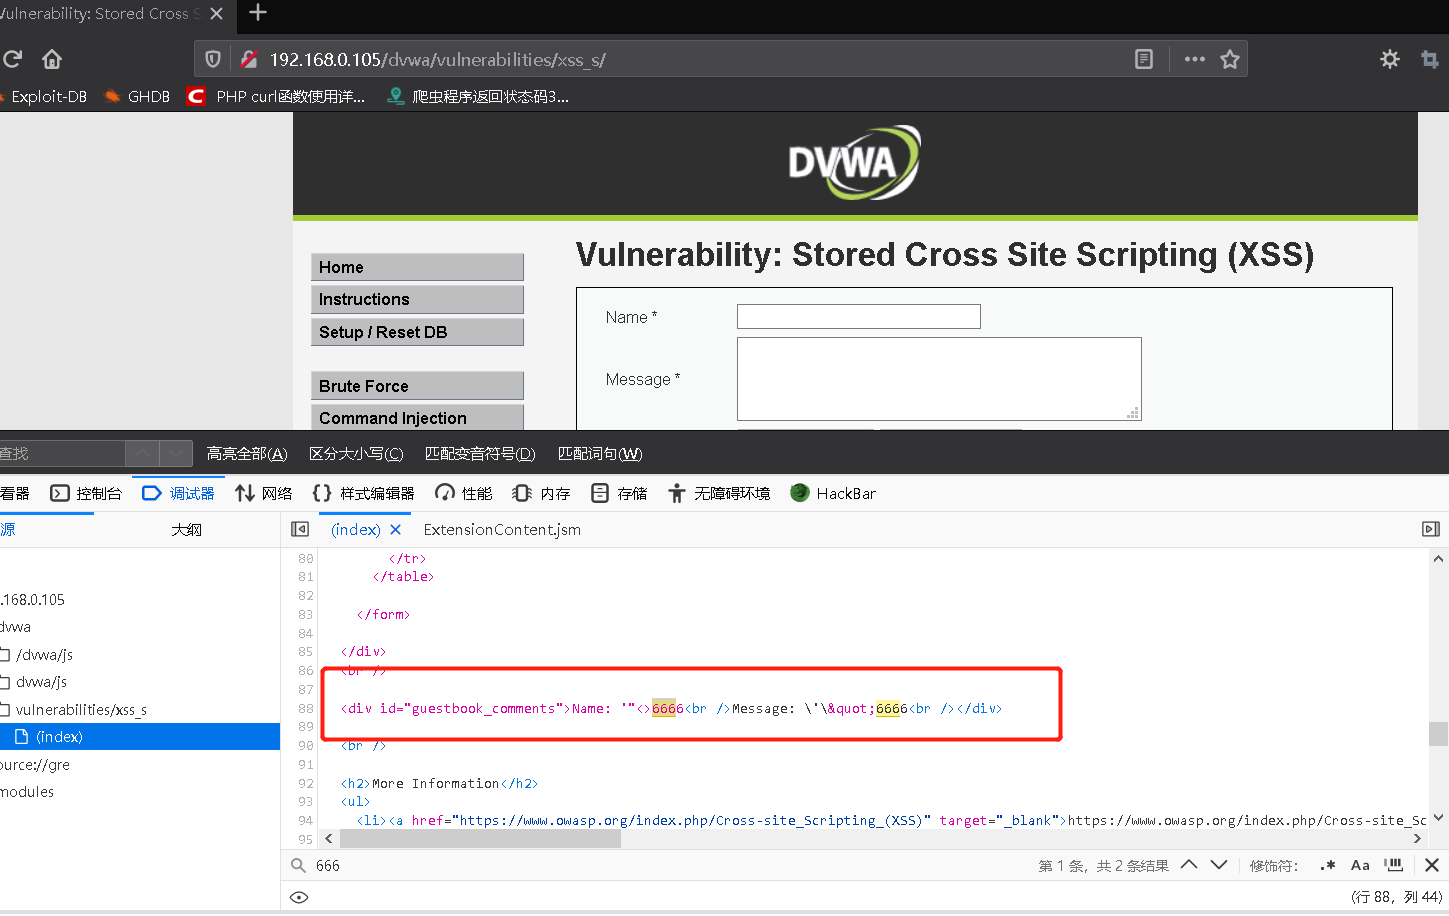 Vulnerability: Stored Cross S
192.168.0.105/dvwa/vulnerabilities/xss_s/
Exploit-DB GHDB PHP curl函数使用详... 爬虫程序返回状态码3...
DVWA
Vulnerability: Stored Cross Site Scripting (XSS)
Home
Instructions
Setup / Reset DB
Brute Force
Command Injection
Name *
Message *
查找 高亮全部(A) 区分大小写(C) 匹配变音符号(D) 匹配词句(W)
看器 控制台 调试器 网络 样式编辑器 性能 内存 存储 无障碍环境 HackBar
源 大纲 (index) ExtensionContent.jsm
.168.0.105
dvwa
/dvwa/js
dvwa/js
vulnerabilities/xss_s
(index)
ource://gre
modules
80 </tr>
81 </table>
82
83 </form>
84
85 </div>
86 <br />
87
88 <div id="guestbook_comments">Name: '"<>6666<br />Message: \'\&quot;6666<br /></div>
89
90 <br />
91
92 <h2>More Information</h2>
93 <ul>
94 <li><a href="https://www.owasp.org/index.php/Cross-site_Scripting_(XSS)" target="_blank">https://www.owasp.org/index.php/Cross-site_Sc
95
666 第 1 条，共 2 条结果 修饰符： .* Aa
(行 88，列 44)